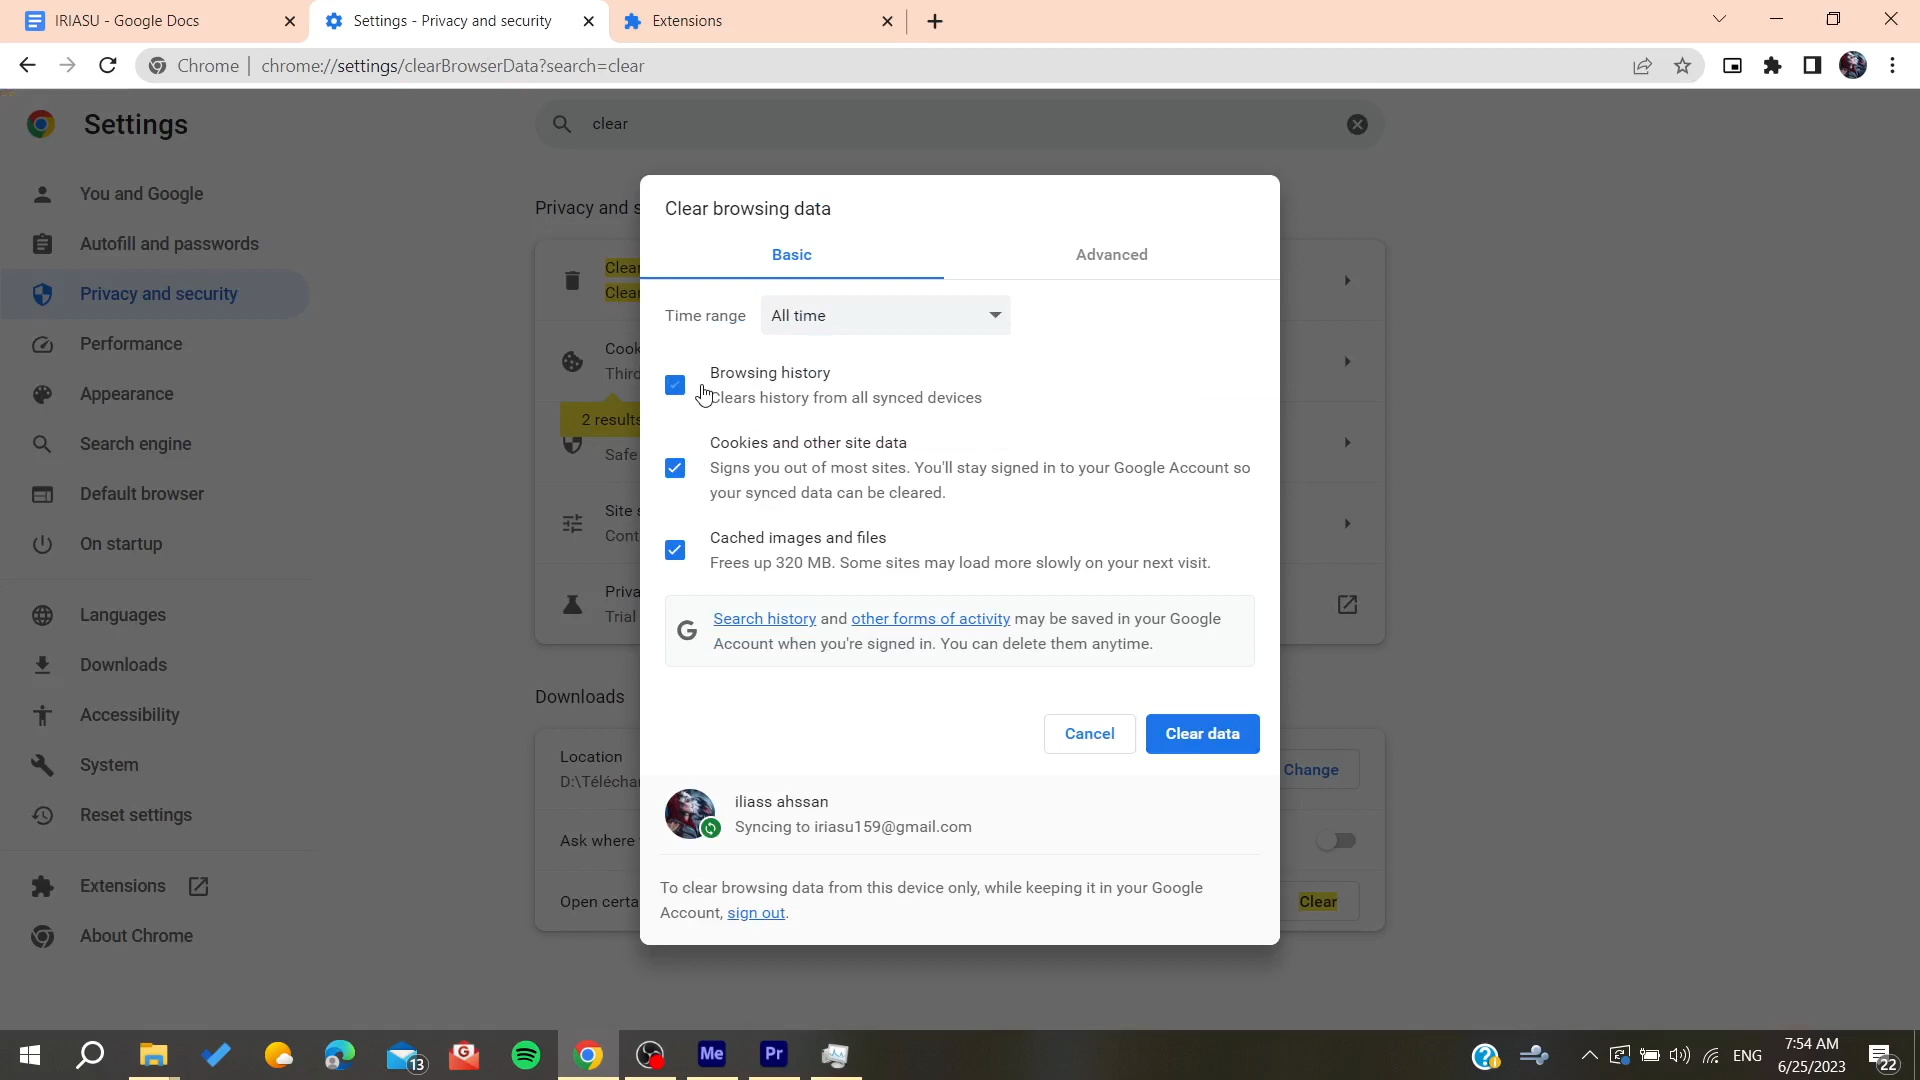 IRIASU - Google Docs
Settings - Privacy and security
Extensions
Chrome
chrome://settings/clearBrowserData?search=clear
Settings
clear
You and Google
Autofill and passwords
Privacy and security
Performance
Appearance
Search engine
Default browser
On startup
Languages
Downloads
Accessibility
System
Reset settings
Extensions
About Chrome
Privacy and s
Clear
Clear
Cook
Third
2 results
Safe
Site s
Cont
Priva
Trial
Downloads
Location
D:\Télécha
Change
Ask where
Open certa
Clear
Clear browsing data
Basic
Advanced
Time range
All time
Browsing history
Clears history from all synced devices
Cookies and other site data
Signs you out of most sites. You'll stay signed in to your Google Account so
your synced data can be cleared.
Cached images and files
Frees up 320 MB. Some sites may load more slowly on your next visit.
Search history and other forms of activity may be saved in your Google
Account when you're signed in. You can delete them anytime.
Cancel
Clear data
iliass ahssan
Syncing to iriasu159@gmail.com
To clear browsing data from this device only, while keeping it in your Google
Account, sign out.
13
Me
Pr
ENG
7:54 AM
6/25/2023
22